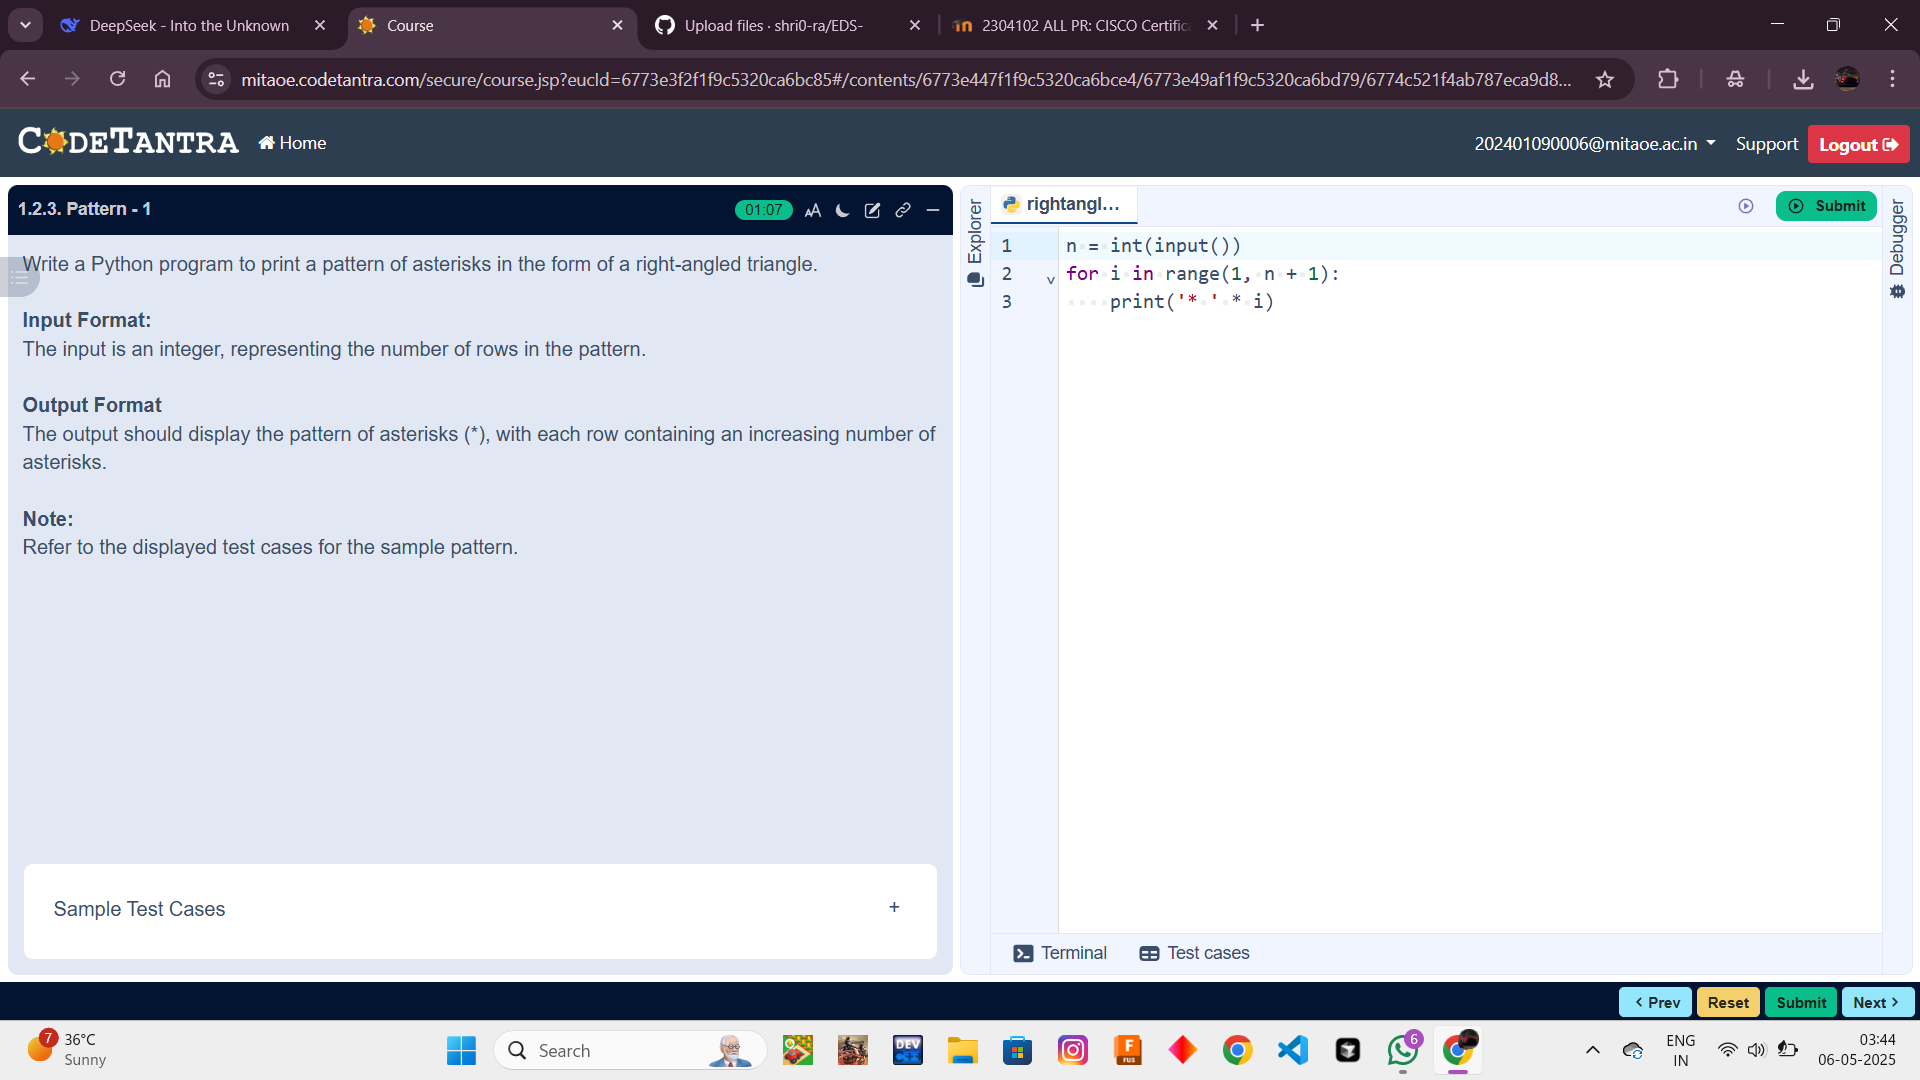 DeepSeek - Into the Unknown
Course
Upload files · shri0-ra/EDS-
2304102 ALL PR: CISCO Certific
mitaoe.codetantra.com/secure/course.jsp?eucId=6773e3f2f1f9c5320ca6bc85#/contents/6773e447f1f9c5320ca6bce4/6773e49af1f9c5320ca6bd79/6774c521f4ab787eca9d8...
CODETANTRA
Home
202401090006@mitaoe.ac.in
Support
Logout
1.2.3. Pattern - 1
01:07
AA
Write a Python program to print a pattern of asterisks in the form of a right-angled triangle.
Input Format:
The input is an integer, representing the number of rows in the pattern.
Output Format
The output should display the pattern of asterisks (*), with each row containing an increasing number of
asterisks.
Note:
Refer to the displayed test cases for the sample pattern.
Sample Test Cases
+
Explorer
rightangl...
Submit
Debugger
1 n = int(input())
2 for i in range(1, n + 1):
3     print('* ' * i)
Terminal
Test cases
Prev
Reset
Submit
Next
7
36°C
Sunny
Search
DEV
C++
F
FUS
6
ENG
IN
03:44
06-05-2025